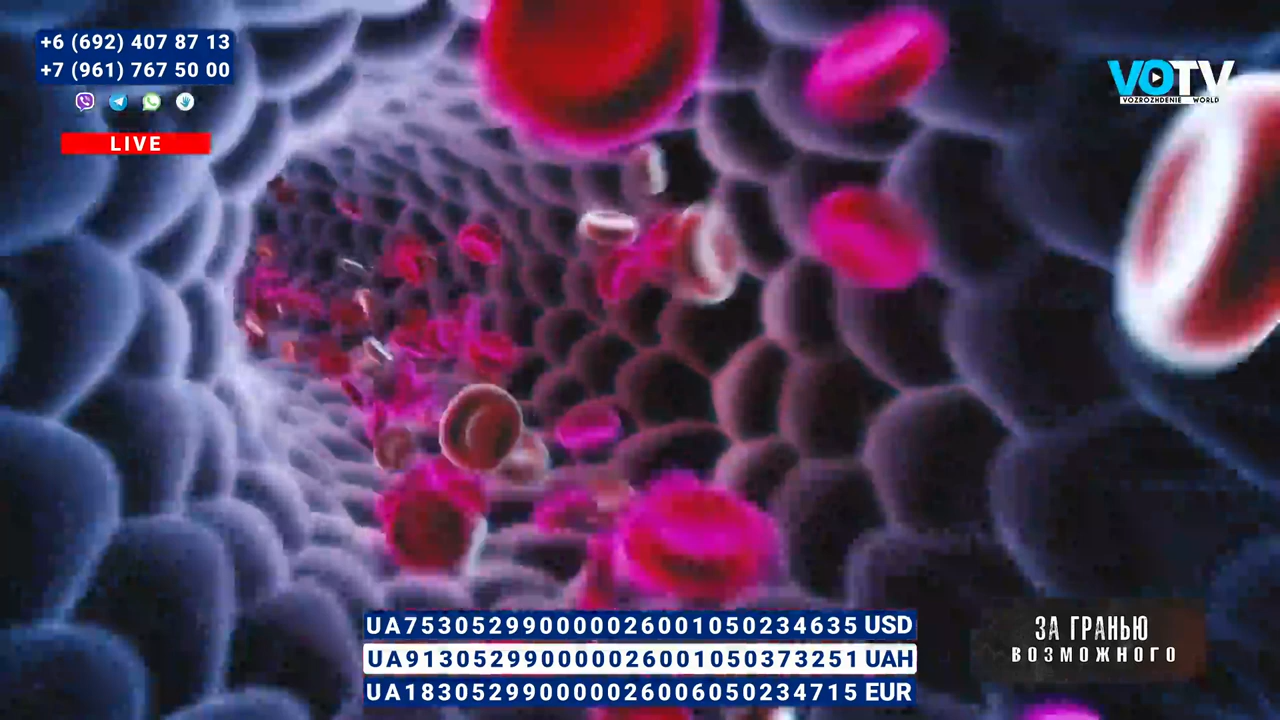 +6 (692) 407 87 13
+7 (961) 767 50 00
LIVE
VOTV
VOZROZHDENIE WORLD
UA753052990000026001050234635 USD
UA913052990000026001050373251 UAH
UA183052990000026006050234715 EUR
ЗА ГРАНЬЮ
ВОЗМОЖНОГО